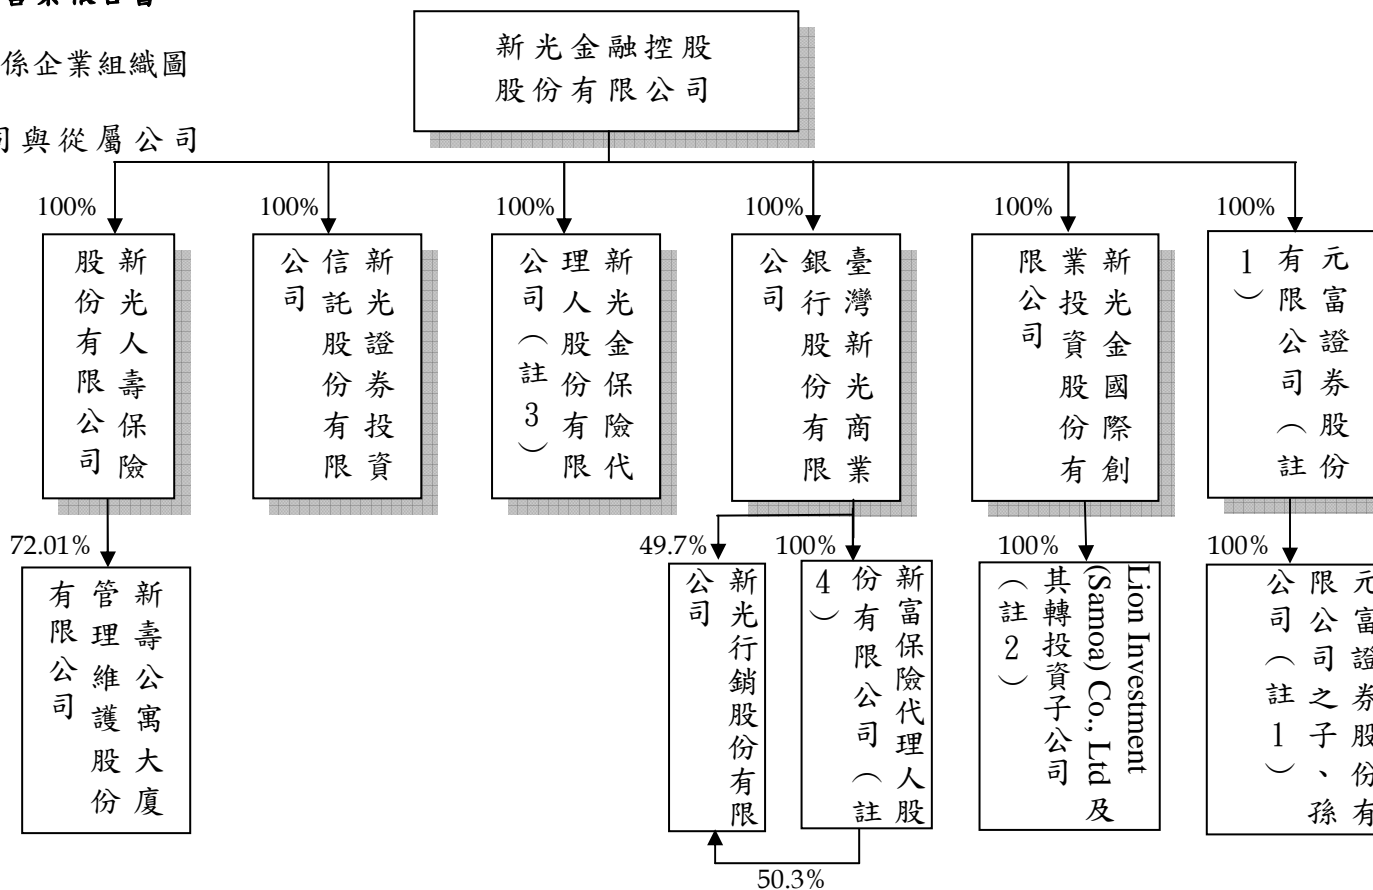 係企業組織圖
司與從屬公司
新光金融控股
股份有限公司
100%
新光人壽保險
股份有限公司
100%
新光證券投資
信託股份有限
公司
100%
新光金保險代
理人股份有限
公司（註3）
100%
臺灣新光商業
銀行股份有限
公司
100%
新光金國際創
業投資股份有
限公司
100%
元富證券股份
有限公司（註
1）
72.01%
新壽公寓大廈
管理維護股份
有限公司
49.7%
新光行銷股份有限
公司
100%
新富保險代理人股
份有限公司（註
4）
100%
Lion Investment
(Samoa) Co., Ltd 及
其轉投資子公司
（註2）
100%
元富證券股份有
限公司之子、孫
公司（註1）
50.3%